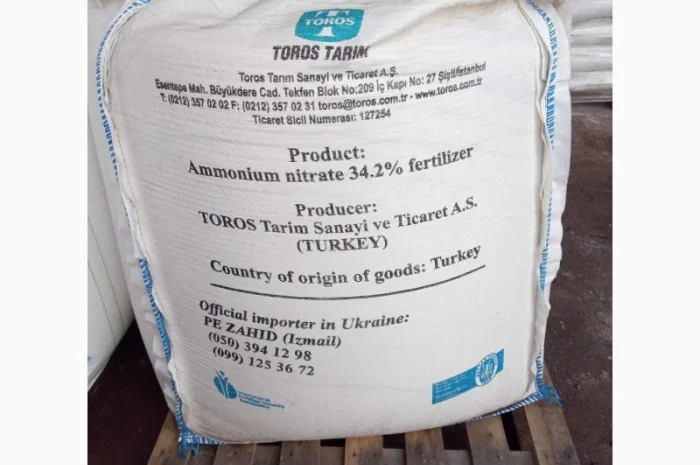 TOROS
TOROS TARIM
Toros Tarım Sanayi ve Ticaret A.Ş.
Esentepe Mah. Büyükdere Cad. Tekfen Blok No:209 İç Kapı No: 27 Şişli/İstanbul
T: (0212) 357 02 02 F: (0212) 357 02 31 toros@toros.com.tr - www.toros.com.tr
Ticaret Sicil Numarası: 127254
Product:
Ammonium nitrate 34.2% fertilizer
Producer:
TOROS Tarim Sanayi ve Ticaret A.S.
(TURKEY)
Country of origin of goods: Turkey
Official importer in Ukraine:
PE ZAHID (Izmail)
(050) 394 12 98
(099) 125 36 72